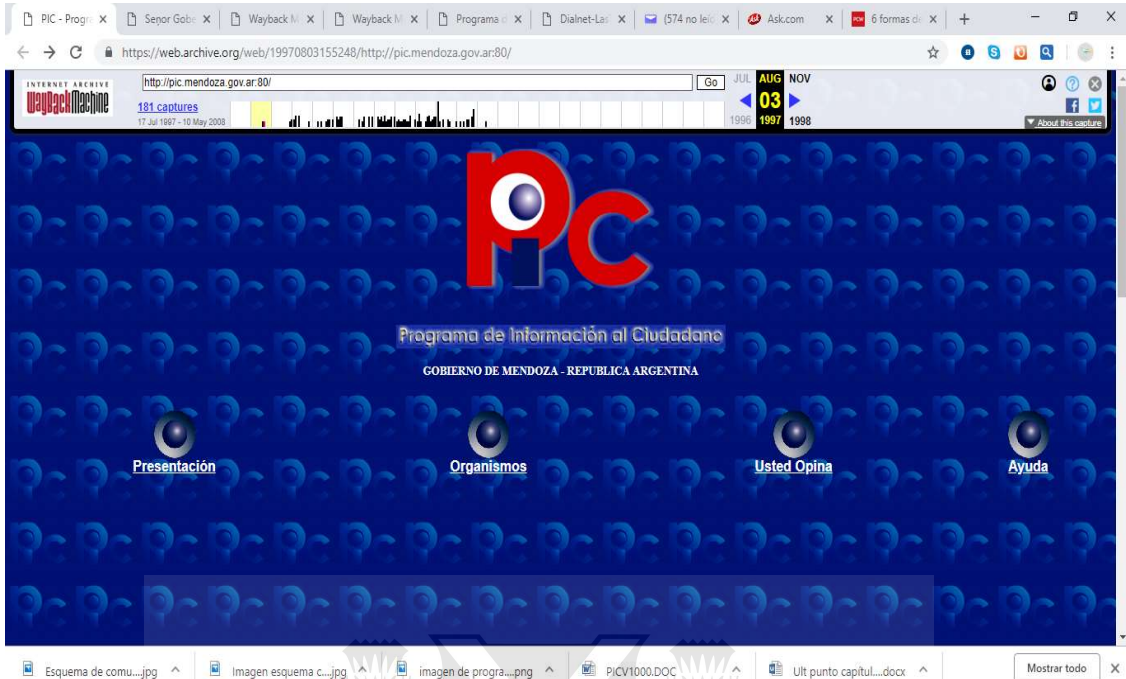 PIC - Progra
Señor Gobe
Wayback M
Wayback M
Programa d
Dialnet-Las
(574 no leíd
Ask.com
6 formas de
https://web.archive.org/web/19970803155248/http://pic.mendoza.gov.ar:80/
INTERNET ARCHIVE
WayBackMachine
http://pic.mendoza.gov.ar:80/
Go
JUL AUG NOV
181 captures
03
17 Jul 1997 - 10 May 2008
1996 1997 1998
About this capture
Pic
Programa de Información al Ciudadano
GOBIERNO DE MENDOZA - REPUBLICA ARGENTINA
Presentación
Organismos
Usted Opina
Ayuda
Esquema de comu....jpg
Imagen esquema c....jpg
imagen de progra....png
PICV1000.DOC
Ult punto capítul....docx
Mostrar todo